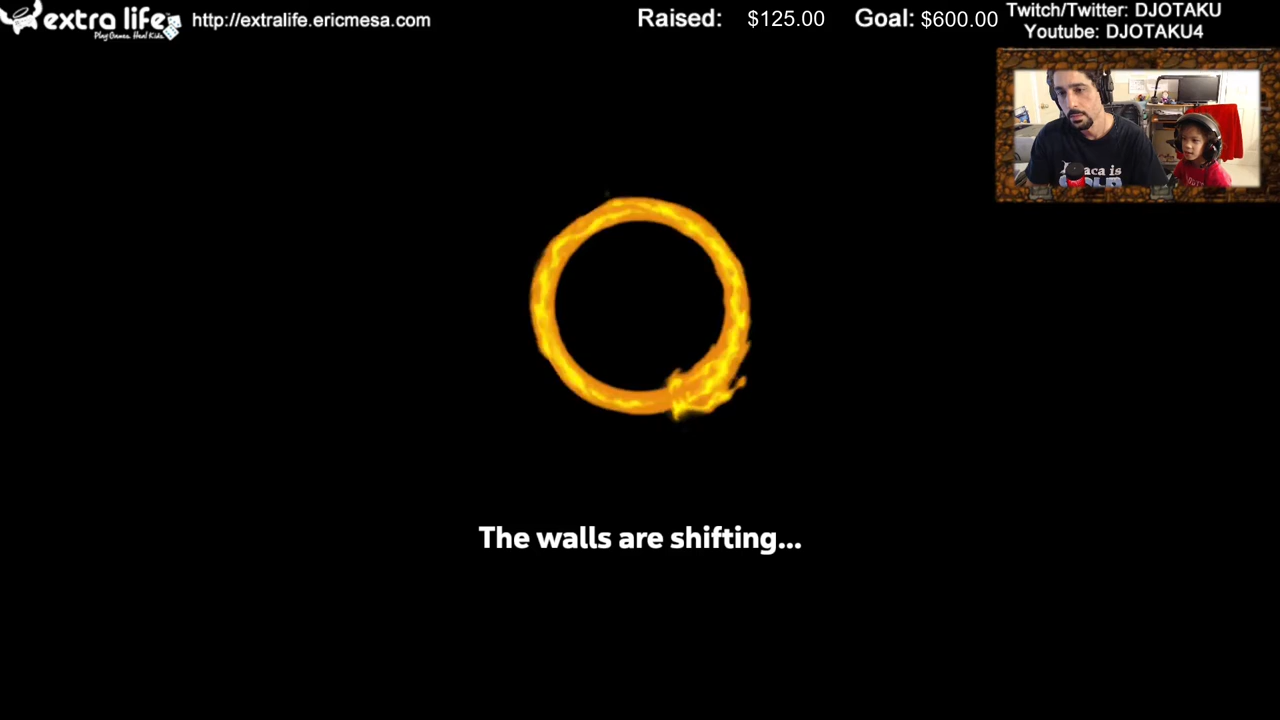 extra life
Play Games. Heal Kids.
http://extralife.ericmesa.com
Raised: $125.00 Goal: $600.00
Twitch/Twitter: DJOTAKU
Youtube: DJOTAKU4
is
The walls are shifting...